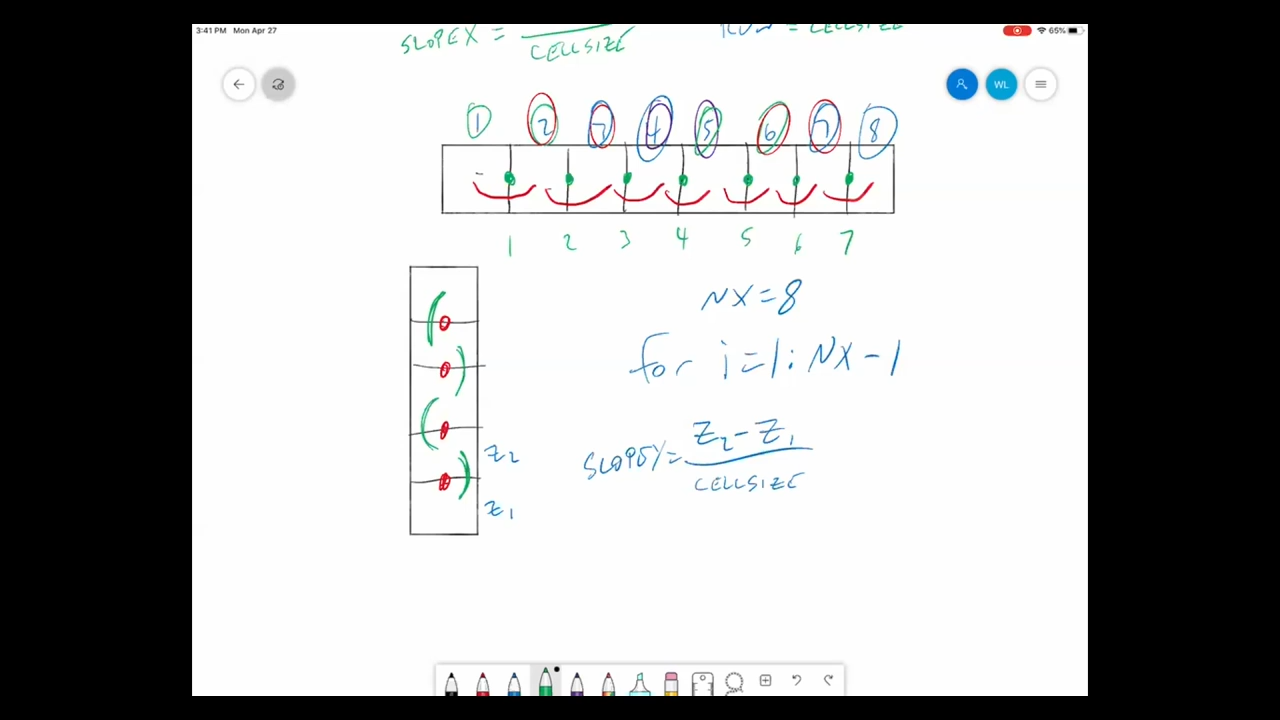 3:41 PM Mon Apr 27
65%
SLOPEX = CELLSIZE
= CELLSIZE
WL
1 2 3 4 5 6 7 8
1 2 3 4 5 6 7
NX=8
for i=1:NX-1
Z2-Z1
SLOPEY=
CELLSIZE
Z2
Z1